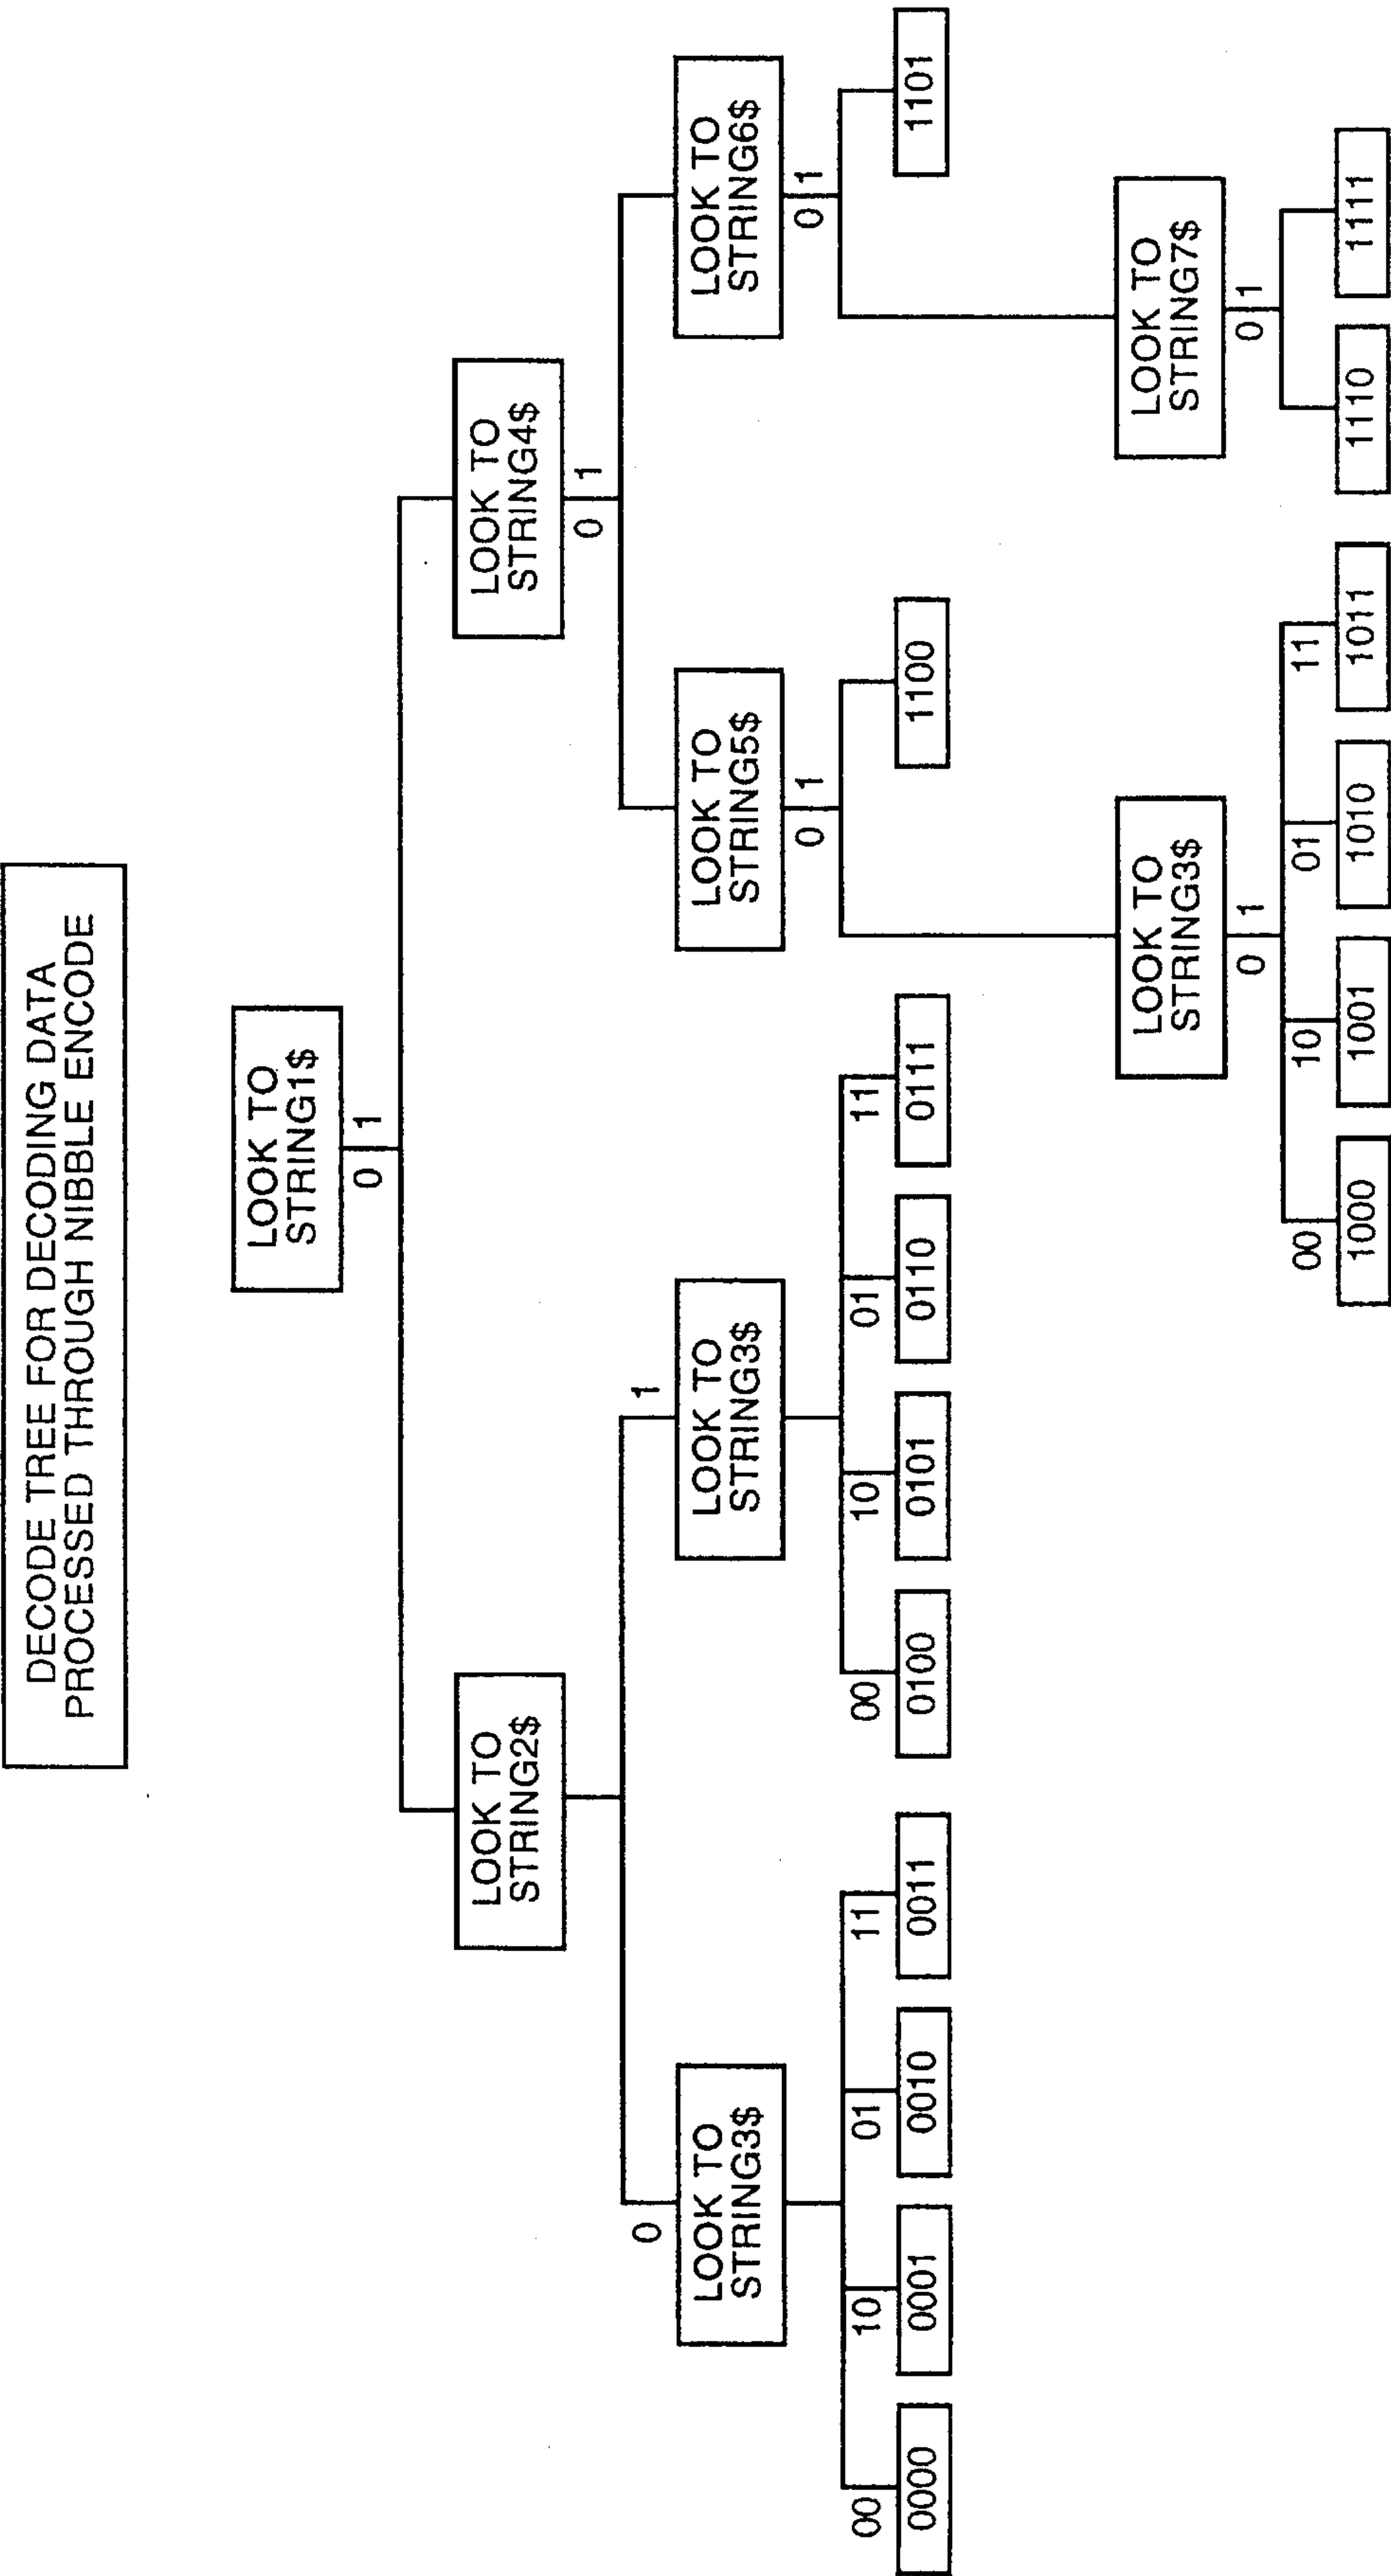 DECODE TREE FOR DECODING DATA
PROCESSED THROUGH NIBBLE ENCODE
LOOK TO
STRING1$
0 1
LOOK TO
STRING2$
LOOK TO
STRING4$
0 1
0
1
LOOK TO
STRING3$
LOOK TO
STRING3$
LOOK TO
STRING5$
LOOK TO
STRING6$
0 1
0 1
00 10 01 11
00 10 01 11
0000 0001 0010 0011
0100 0101 0110 0111
1100
1101
LOOK TO
STRING3$
LOOK TO
STRING7$
0 1
0 1
00 10 01 11
1000 1001 1010 1011
1110 1111